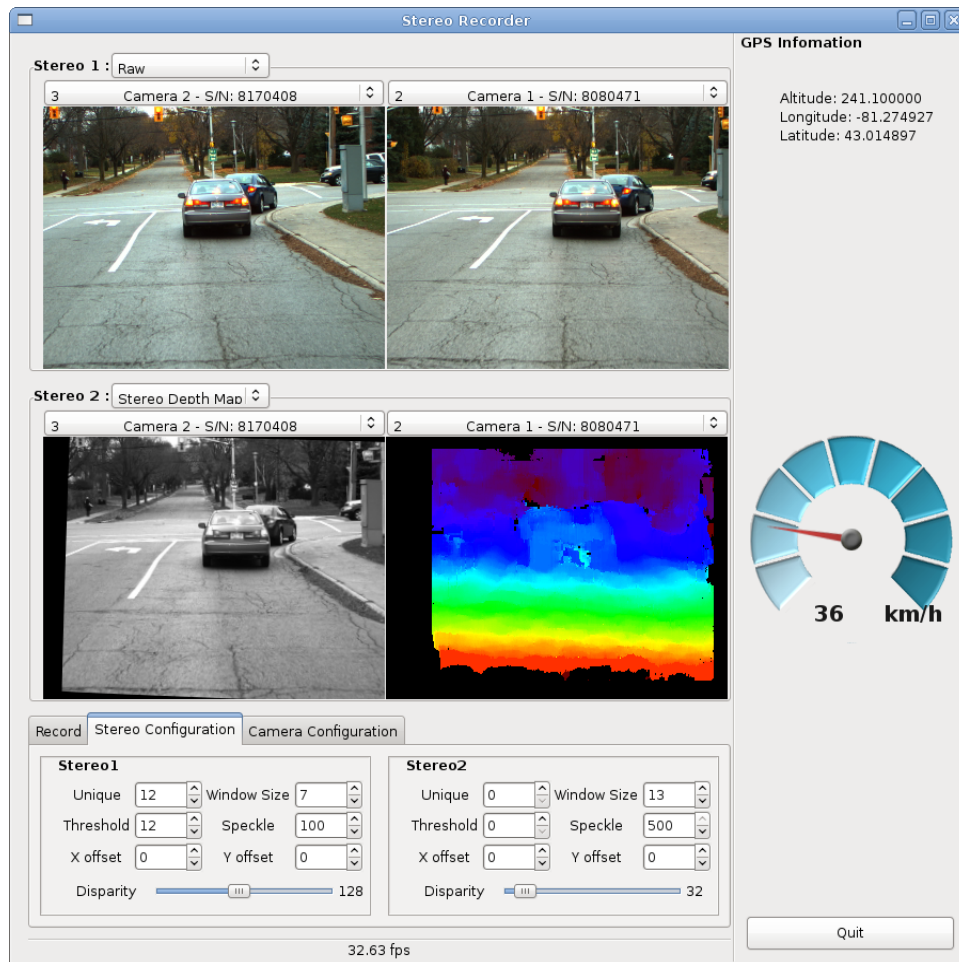 Stereo Recorder
GPS Infomation
Altitude: 241.100000
Longitude: -81.274927
Latitude: 43.014897
Stereo 1 : Raw
3 Camera 2 - S/N: 8170408
2 Camera 1 - S/N: 8080471
Stereo 2 : Stereo Depth Map
3 Camera 2 - S/N: 8170408
2 Camera 1 - S/N: 8080471
36 km/h
Record Stereo Configuration Camera Configuration
Stereo1
Unique 12 Window Size 7
Threshold 12 Speckle 100
X offset 0 Y offset 0
Disparity 128
Stereo2
Unique 0 Window Size 13
Threshold 0 Speckle 500
X offset 0 Y offset 0
Disparity 32
Quit
32.63 fps